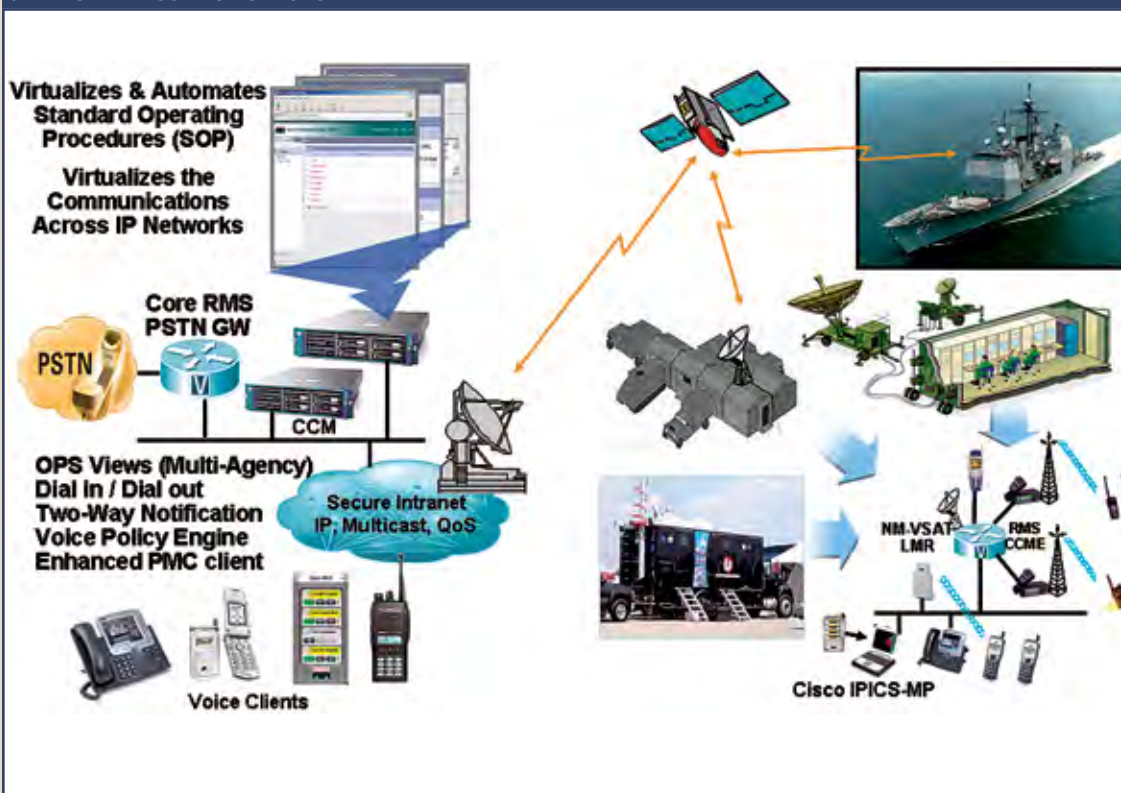 Virtualizes & Automates
Standard Operating
Procedures (SOP)
Virtualizes the
Communications
Across IP Networks
Core RMS
PSTN GW
PSTN
V
CCM
OPS Views (Multi-Agency)
Dial in / Dial out
Two-Way Notification
Voice Policy Engine
Enhanced PMC client
Secure Intranet
IP, Multicast, QoS
Voice Clients
NM-VSAT
LMR
V
RMS
CCME
Cisco IPICS-MP